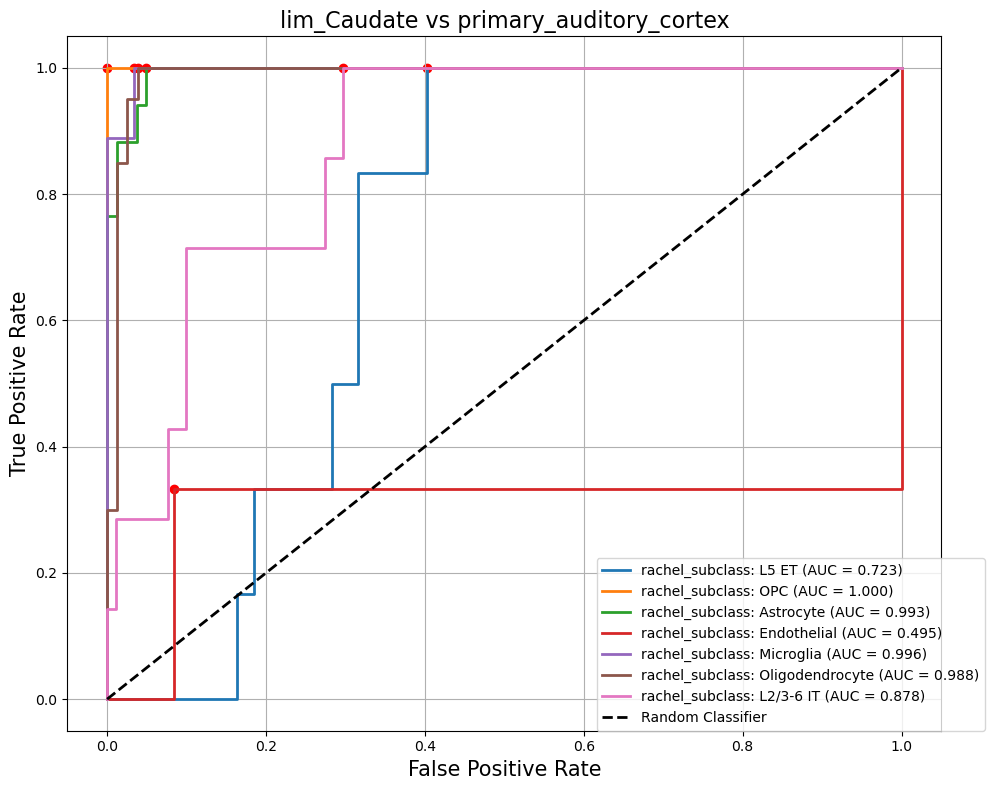 lim_Caudate vs primary_auditory_cortex
True Positive Rate
1.0
0.8
0.6
0.4
0.2
0.0
rachel_subclass: L5 ET (AUC = 0.723)
rachel_subclass: OPC (AUC = 1.000)
rachel_subclass: Astrocyte (AUC = 0.993)
rachel_subclass: Endothelial (AUC = 0.495)
rachel_subclass: Microglia (AUC = 0.996)
rachel_subclass: Oligodendrocyte (AUC = 0.988)
rachel_subclass: L2/3-6 IT (AUC = 0.878)
Random Classifier
0.0 0.2 0.4 0.6 0.8 1.0
False Positive Rate